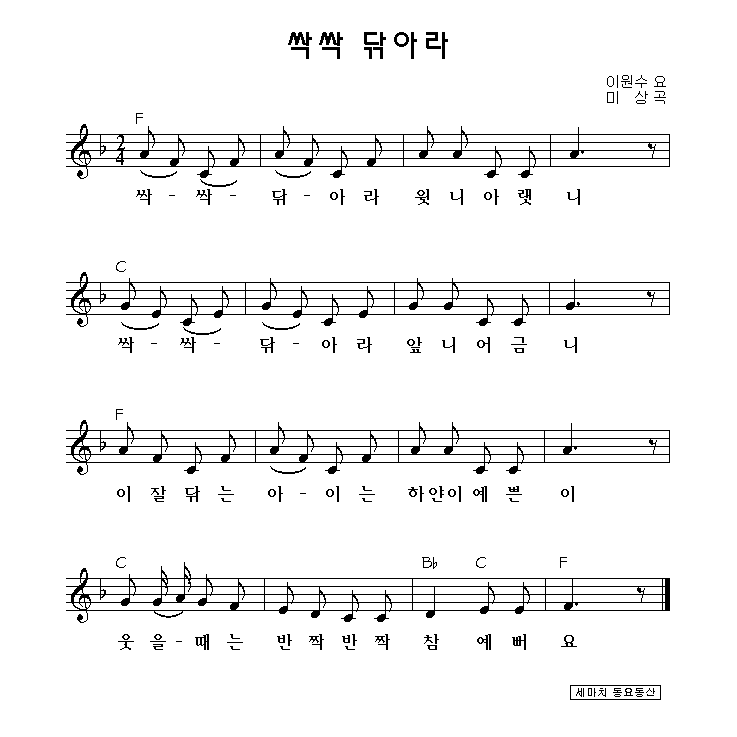 싹싹 닦아라
이원수 요
미 상 곡
F
2
4
싹-싹-닦-아라윗니아랫니
C
싹-싹-닦-아라앞니어금니
F
이잘닦는아-이는하얀이예쁜이
C B♭ C F
웃을-때는반짝반짝참예뻐요
세마치 동요동산